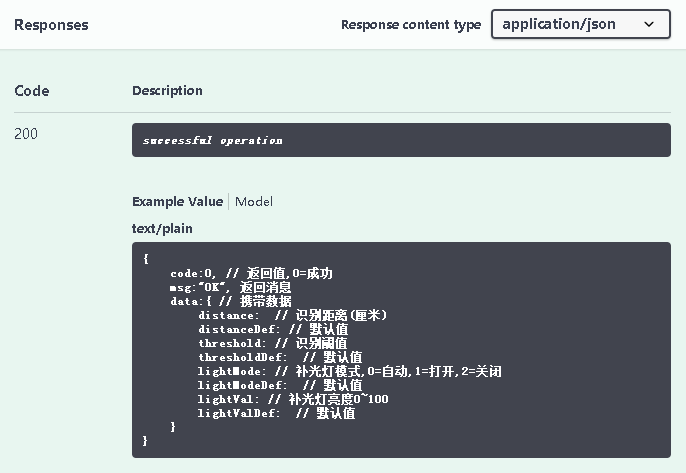 Responses
Response content type
application/json
Code
Description
200
successful operation
Example Value
Model
text/plain
{
code:0, // 返回值,0=成功
msg:"OK", 返回消息
data:{ // 携带数据
distance:  // 识别距离(厘米)
distanceDef: // 默认值
threshold: // 识别阈值
thresholdDef:  // 默认值
lightMode: // 补光灯模式,0=自动,1=打开,2=关闭
lightModeDef: // 默认值
lightVal: // 补光灯亮度0~100
lightValDef:  // 默认值
}
}